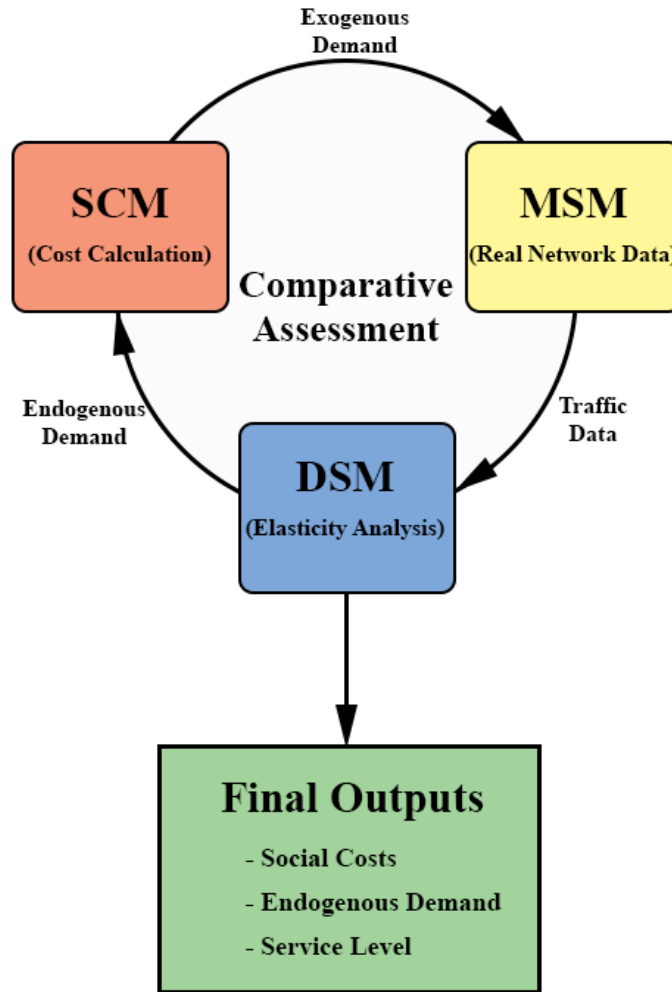 Exogenous
Demand
SCM
(Cost Calculation)
MSM
(Real Network Data)
Comparative
Assessment
Endogenous
Demand
Traffic
Data
DSM
(Elasticity Analysis)
Final Outputs
- Social Costs
- Endogenous Demand
- Service Level